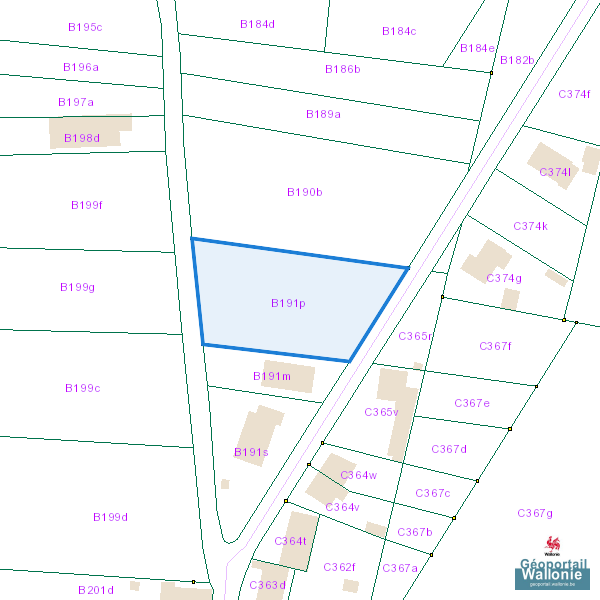 B195c
B184d
B184c
B184e
B182b
B196a
B186b
C374f
B197a
B189a
B198d
C374l
B190b
B199f
C374k
C374g
B199g
B191p
C365r
C367f
B191m
B199c
C367e
C365v
B191s
C367d
C364w
C367c
C364v
B199d
C367g
C367b
C364t
Wallonie
Géoportail
Wallonie
geoportail.wallonie.be
C362f
C367a
C363d
B201d